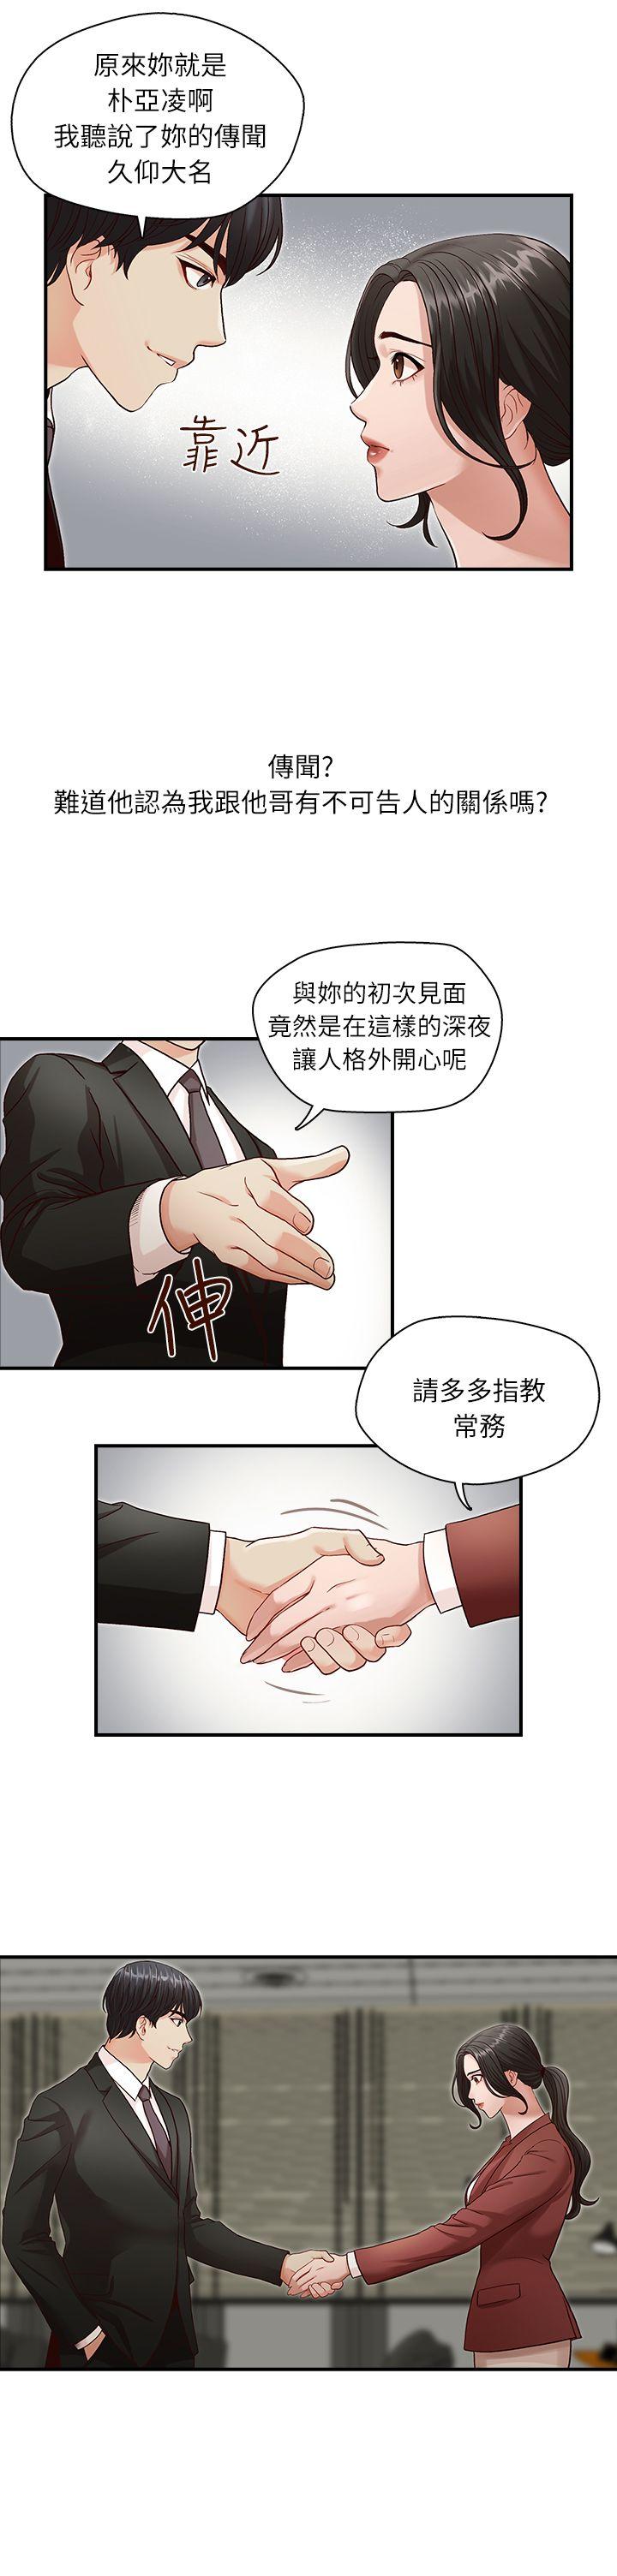 原來妳就是
朴亞凌啊
我聽說了妳的傳聞
久仰大名
靠近
傳聞?
難道他認為我跟他哥有不可告人的關係嗎?
與妳的初次見面
竟然是在這樣的深夜
讓人格外開心呢
伸
請多多指教
常務